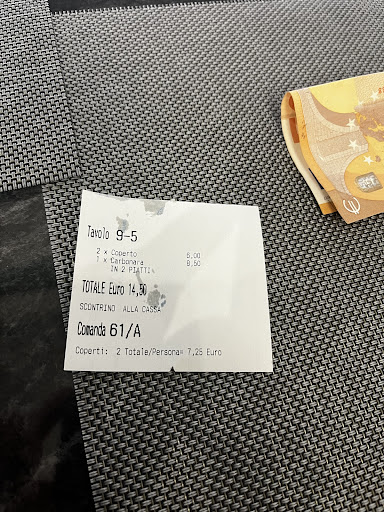 Tavolo 9-5
2 x Coperto 6,00
1 x Carbonara 8,50
IN 2 PIATTI
TOTALE Euro 14,50
SCONTRINO ALLA CASSA
Comanda 61/A
Coperti: 2 Totale/Persona= 7,25 Euro